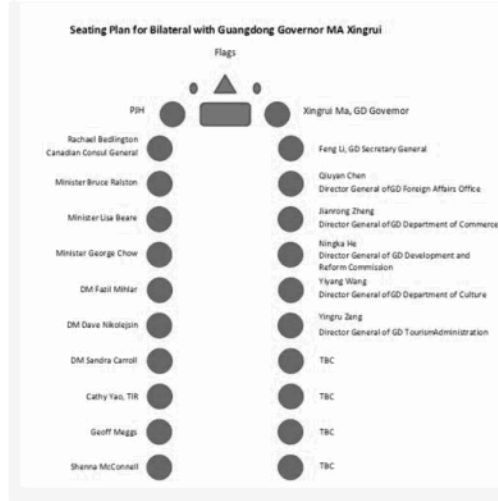 Seating Plan for Bilateral with Guangdong Governor MA Xingrui
Flags
PJH
Xingrui Ma, GD Governor
Rachael Bedlington
Canadian Consul General
Feng Li, GD Secretary General
Minister Bruce Ralston
Qiuyan Chen
Director General of GD Foreign Affairs Office
Minister Lisa Beare
Jianrong Zheng
Director General of GD Department of Commerce
Minister George Chow
Ningka He
Director General of GD Development and
Reform Commission
DM Fazil Mihlar
Yiyang Wang
Director General of GD Department of Culture
DM Dave Nikolejsin
Yingru Zeng
Director General of GD TourismAdministration
DM Sandra Carroll
TBC
Cathy Yao, TIR
TBC
Geoff Meggs
TBC
Shenna McConnell
TBC